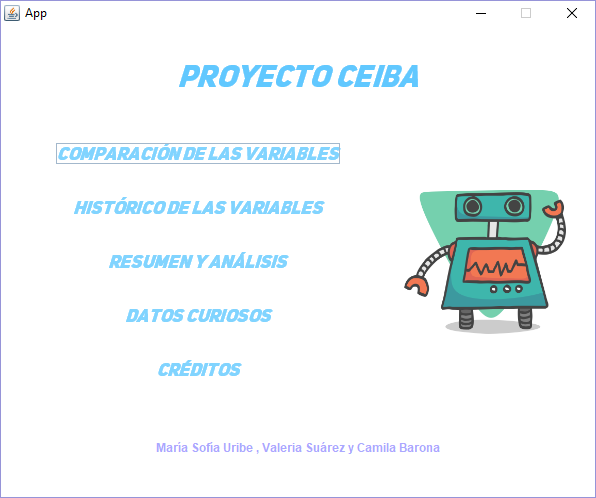 App
PROYECTO CEIBA
COMPARACIÓN DE LAS VARIABLES
HISTÓRICO DE LAS VARIABLES
RESUMEN Y ANÁLISIS
DATOS CURIOSOS
CRÉDITOS
María Sofía Uribe , Valeria Suárez y Camila Barona